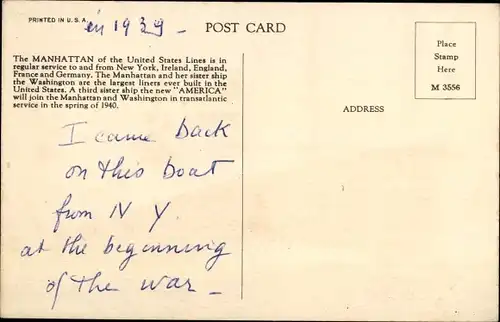 PRINTED IN U. S. A.
en 1939 -
POST CARD
Place
Stamp
Here
M 3556
The MANHATTAN of the United States Lines is in
regular service to and from New York, Ireland, England,
France and Germany. The Manhattan and her sister ship
the Washington are the largest liners ever built in the
United States. A third sister ship the new "AMERICA"
will join the Manhattan and Washington in transatlantic
service in the spring of 1940.
ADDRESS
I came back
on this boat
from N Y.
at the beginning
of the war _